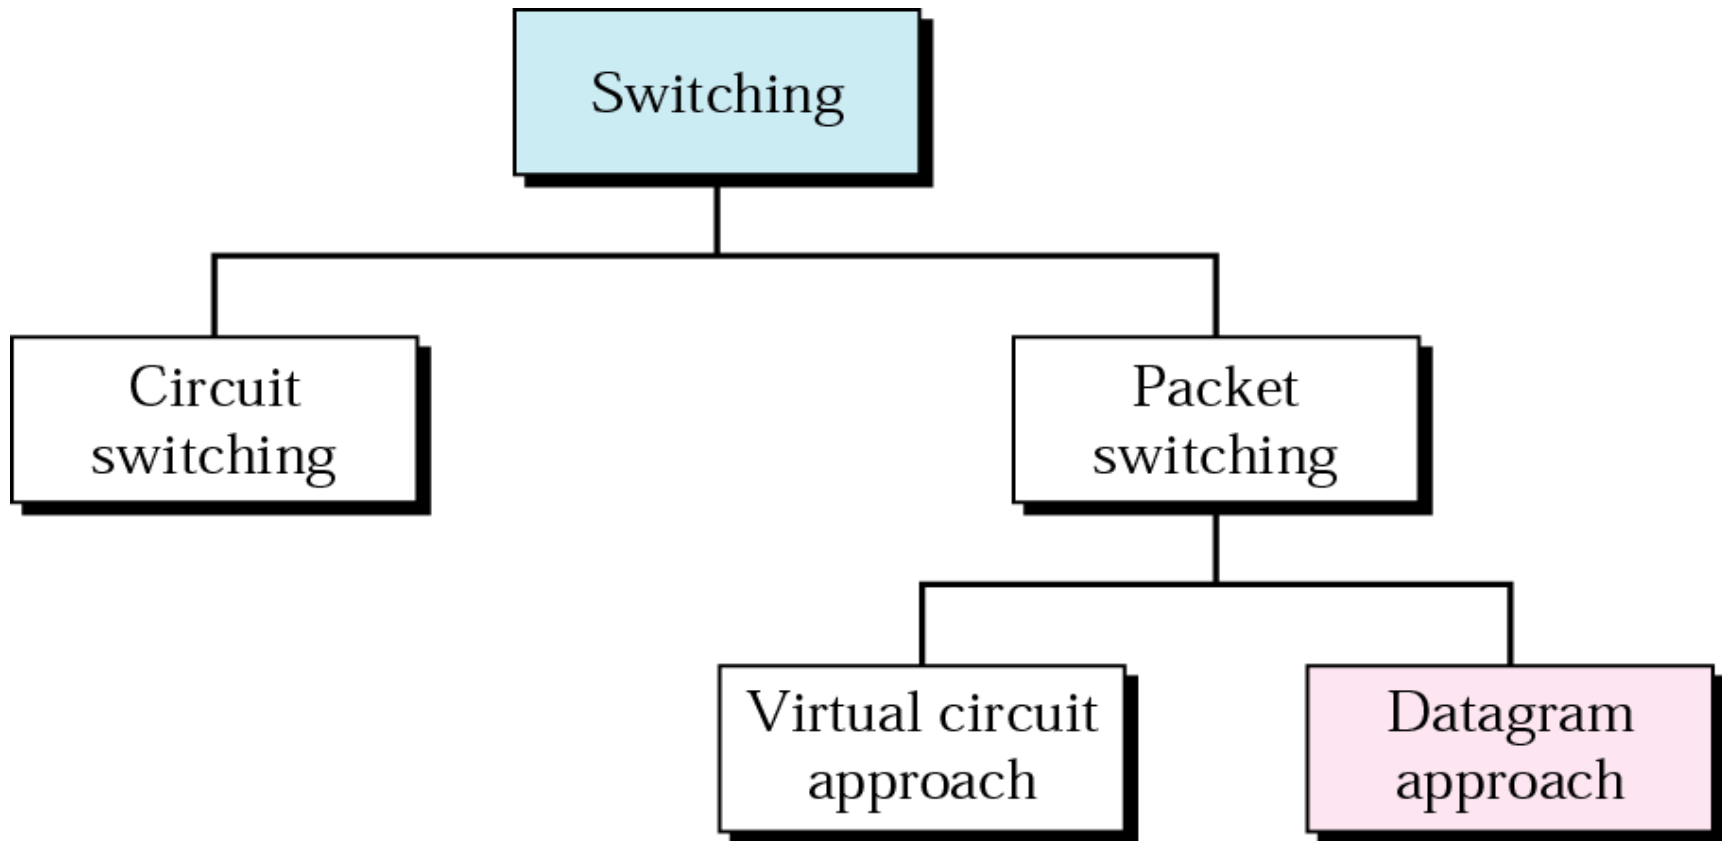 Switching
Circuit
switching
Packet
switching
Virtual circuit
approach
Datagram
approach